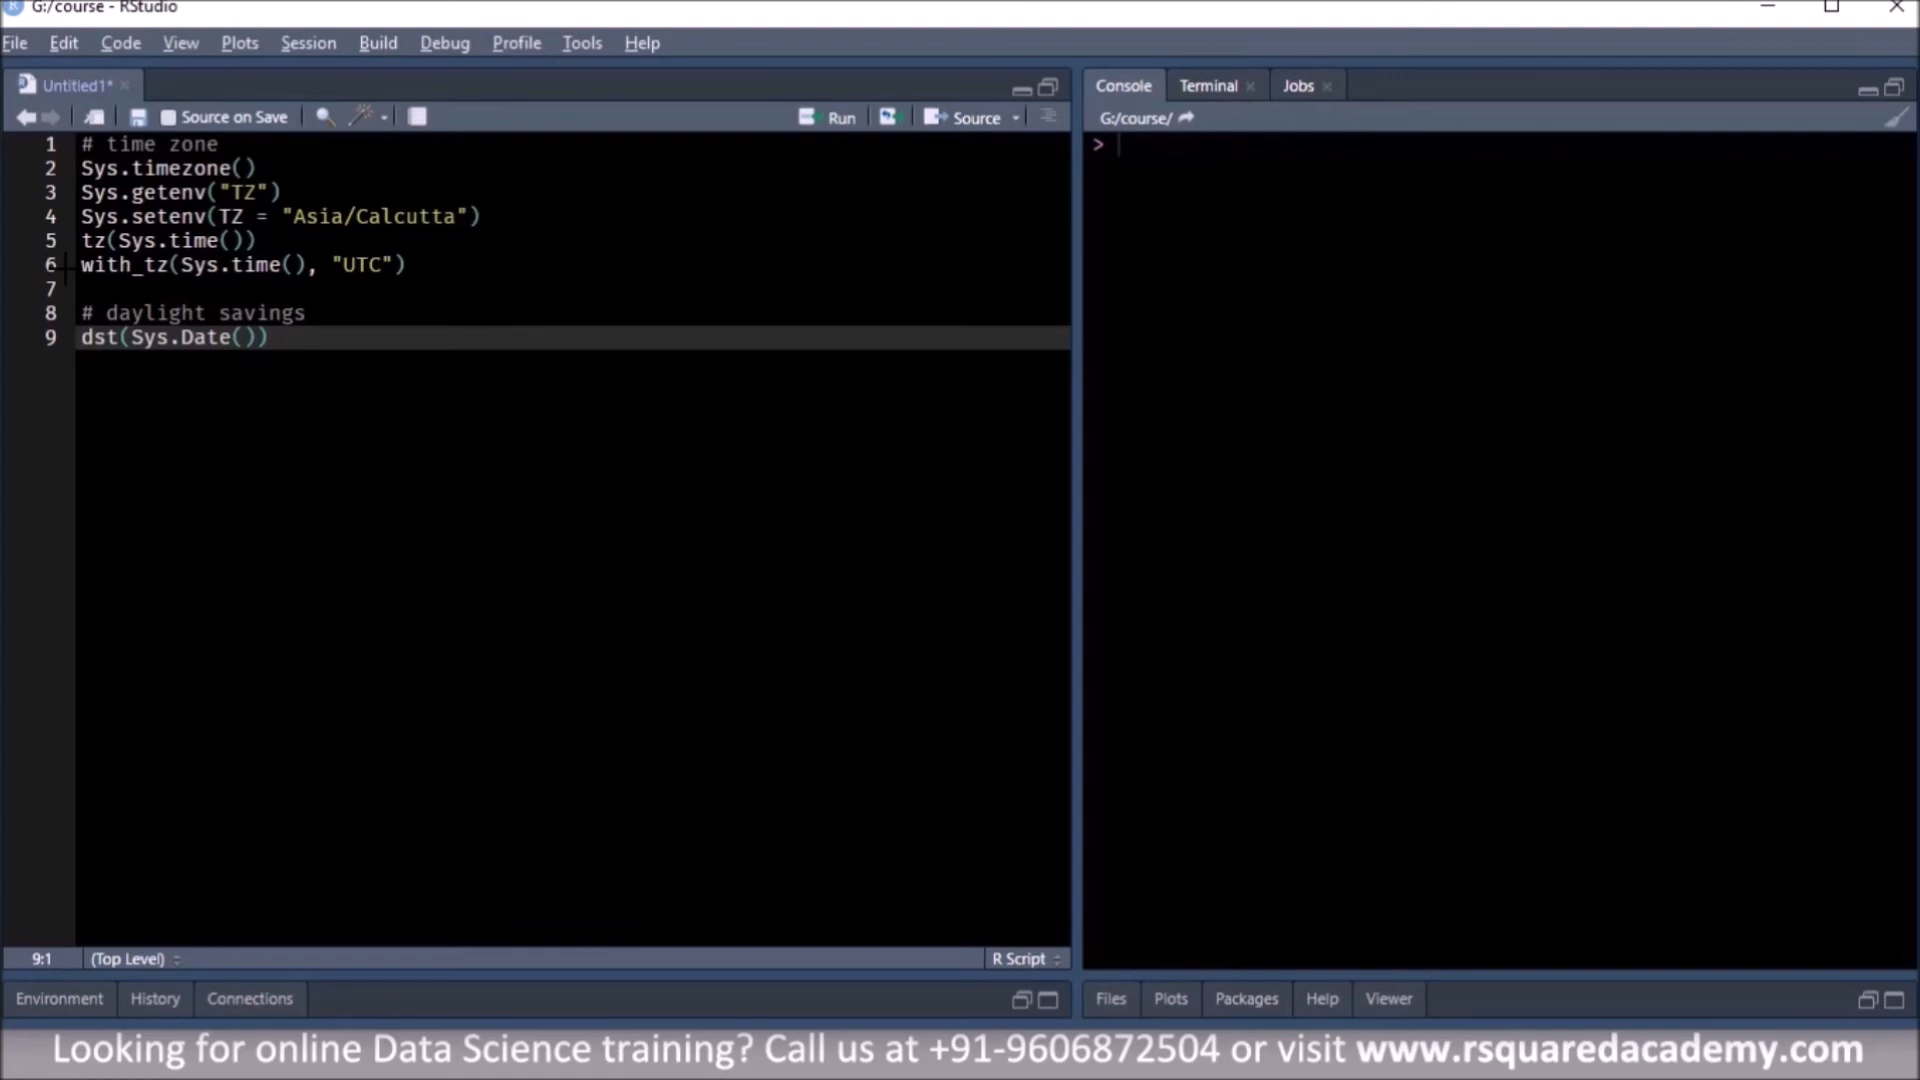 G:/course - RStudio
File Edit Code View Plots Session Build Debug Profile Tools Help
Untitled1*
Source on Save Run Source
1 # time zone
2 Sys.timezone()
3 Sys.getenv("TZ")
4 Sys.setenv(TZ = "Asia/Calcutta")
5 tz(Sys.time())
6 with_tz(Sys.time(), "UTC")
7
8 # daylight savings
9 dst(Sys.Date())
9:1 (Top Level) R Script
Environment History Connections
Console Terminal Jobs
G:/course/
>
Files Plots Packages Help Viewer
Looking for online Data Science training? Call us at +91-9606872504 or visit www.rsquaredacademy.com